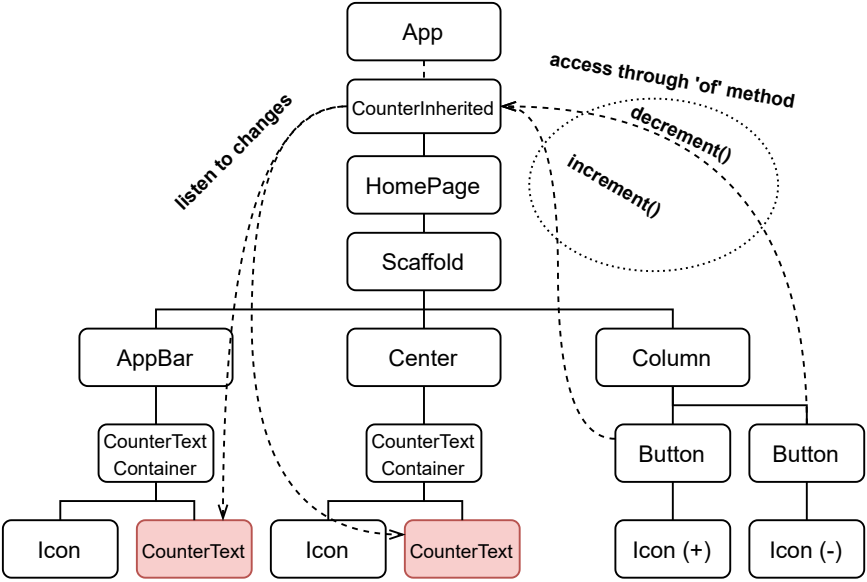 App
access through 'of' method
CounterInherited
decrement()
listen to changes
increment()
HomePage
Scaffold
AppBar
Center
Column
CounterText
Container
CounterText
Container
Button
Button
Icon
CounterText
Icon
CounterText
Icon (+)
Icon (-)